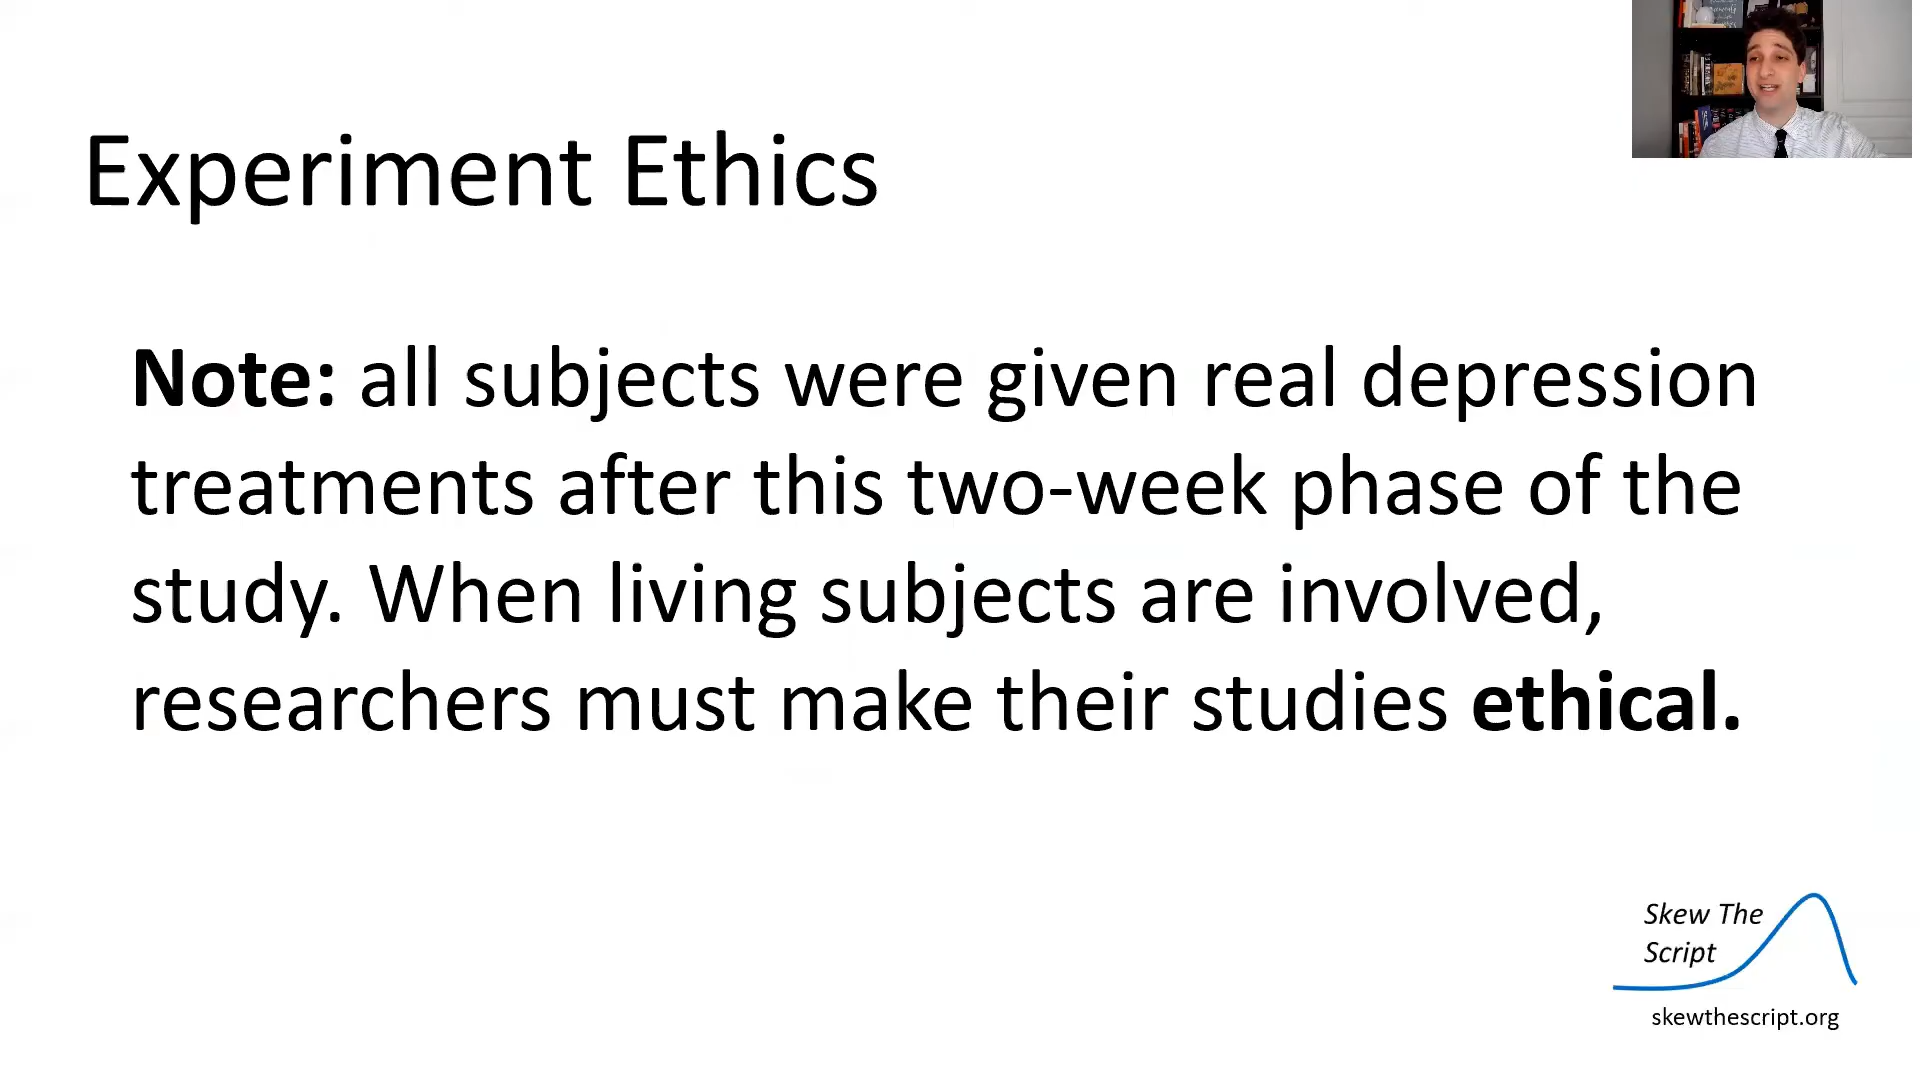 Experiment Ethics
Note: all subjects were given real depression
treatments after this two-week phase of the
study. When living subjects are involved,
researchers must make their studies ethical.
Skew The
Script
skewthescript.org